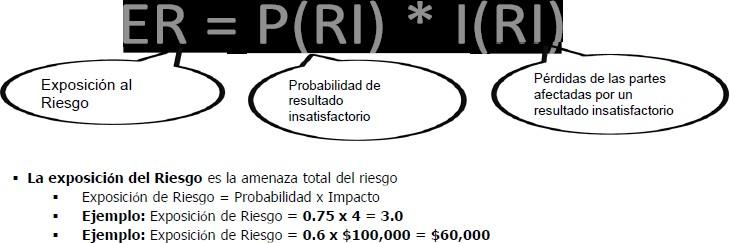 ER = P(RI) * I(RI)
Exposición al
Riesgo
Probabilidad de
resultado
insatisfactorio
Pérdidas de las partes
afectadas por un
resultado insatisfactorio
▪ La exposición del Riesgo es la amenaza total del riesgo
▪ Exposición de Riesgo = Probabilidad x Impacto
▪ Ejemplo: Exposición de Riesgo = 0.75 x 4 = 3.0
▪ Ejemplo: Exposición de Riesgo = 0.6 x $100,000 = $60,000